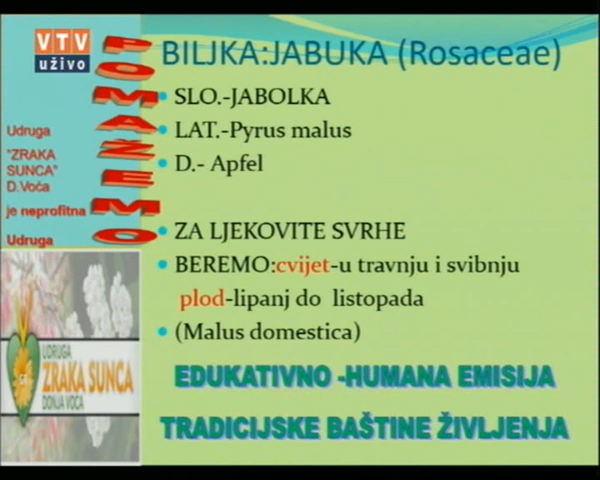 VTV
uživo
POMAŽEMO
Udruga
"ZRAKA
SUNCA"
D.Voća
je neprofitna
Udruga
UDRUGA
ZRAKA SUNCA
DONJA VOĆA
BILJKA:JABUKA (Rosaceae)
SLO.-JABOLKA
LAT.-Pyrus malus
D.- Apfel
ZA LJEKOVITE SVRHE
BEREMO:cvijet-u travnju i svibnju
plod-lipanj do listopada
(Malus domestica)
EDUKATIVNO -HUMANA EMISIJA
TRADICIJSKE BAŠTINE ŽIVLJENJA